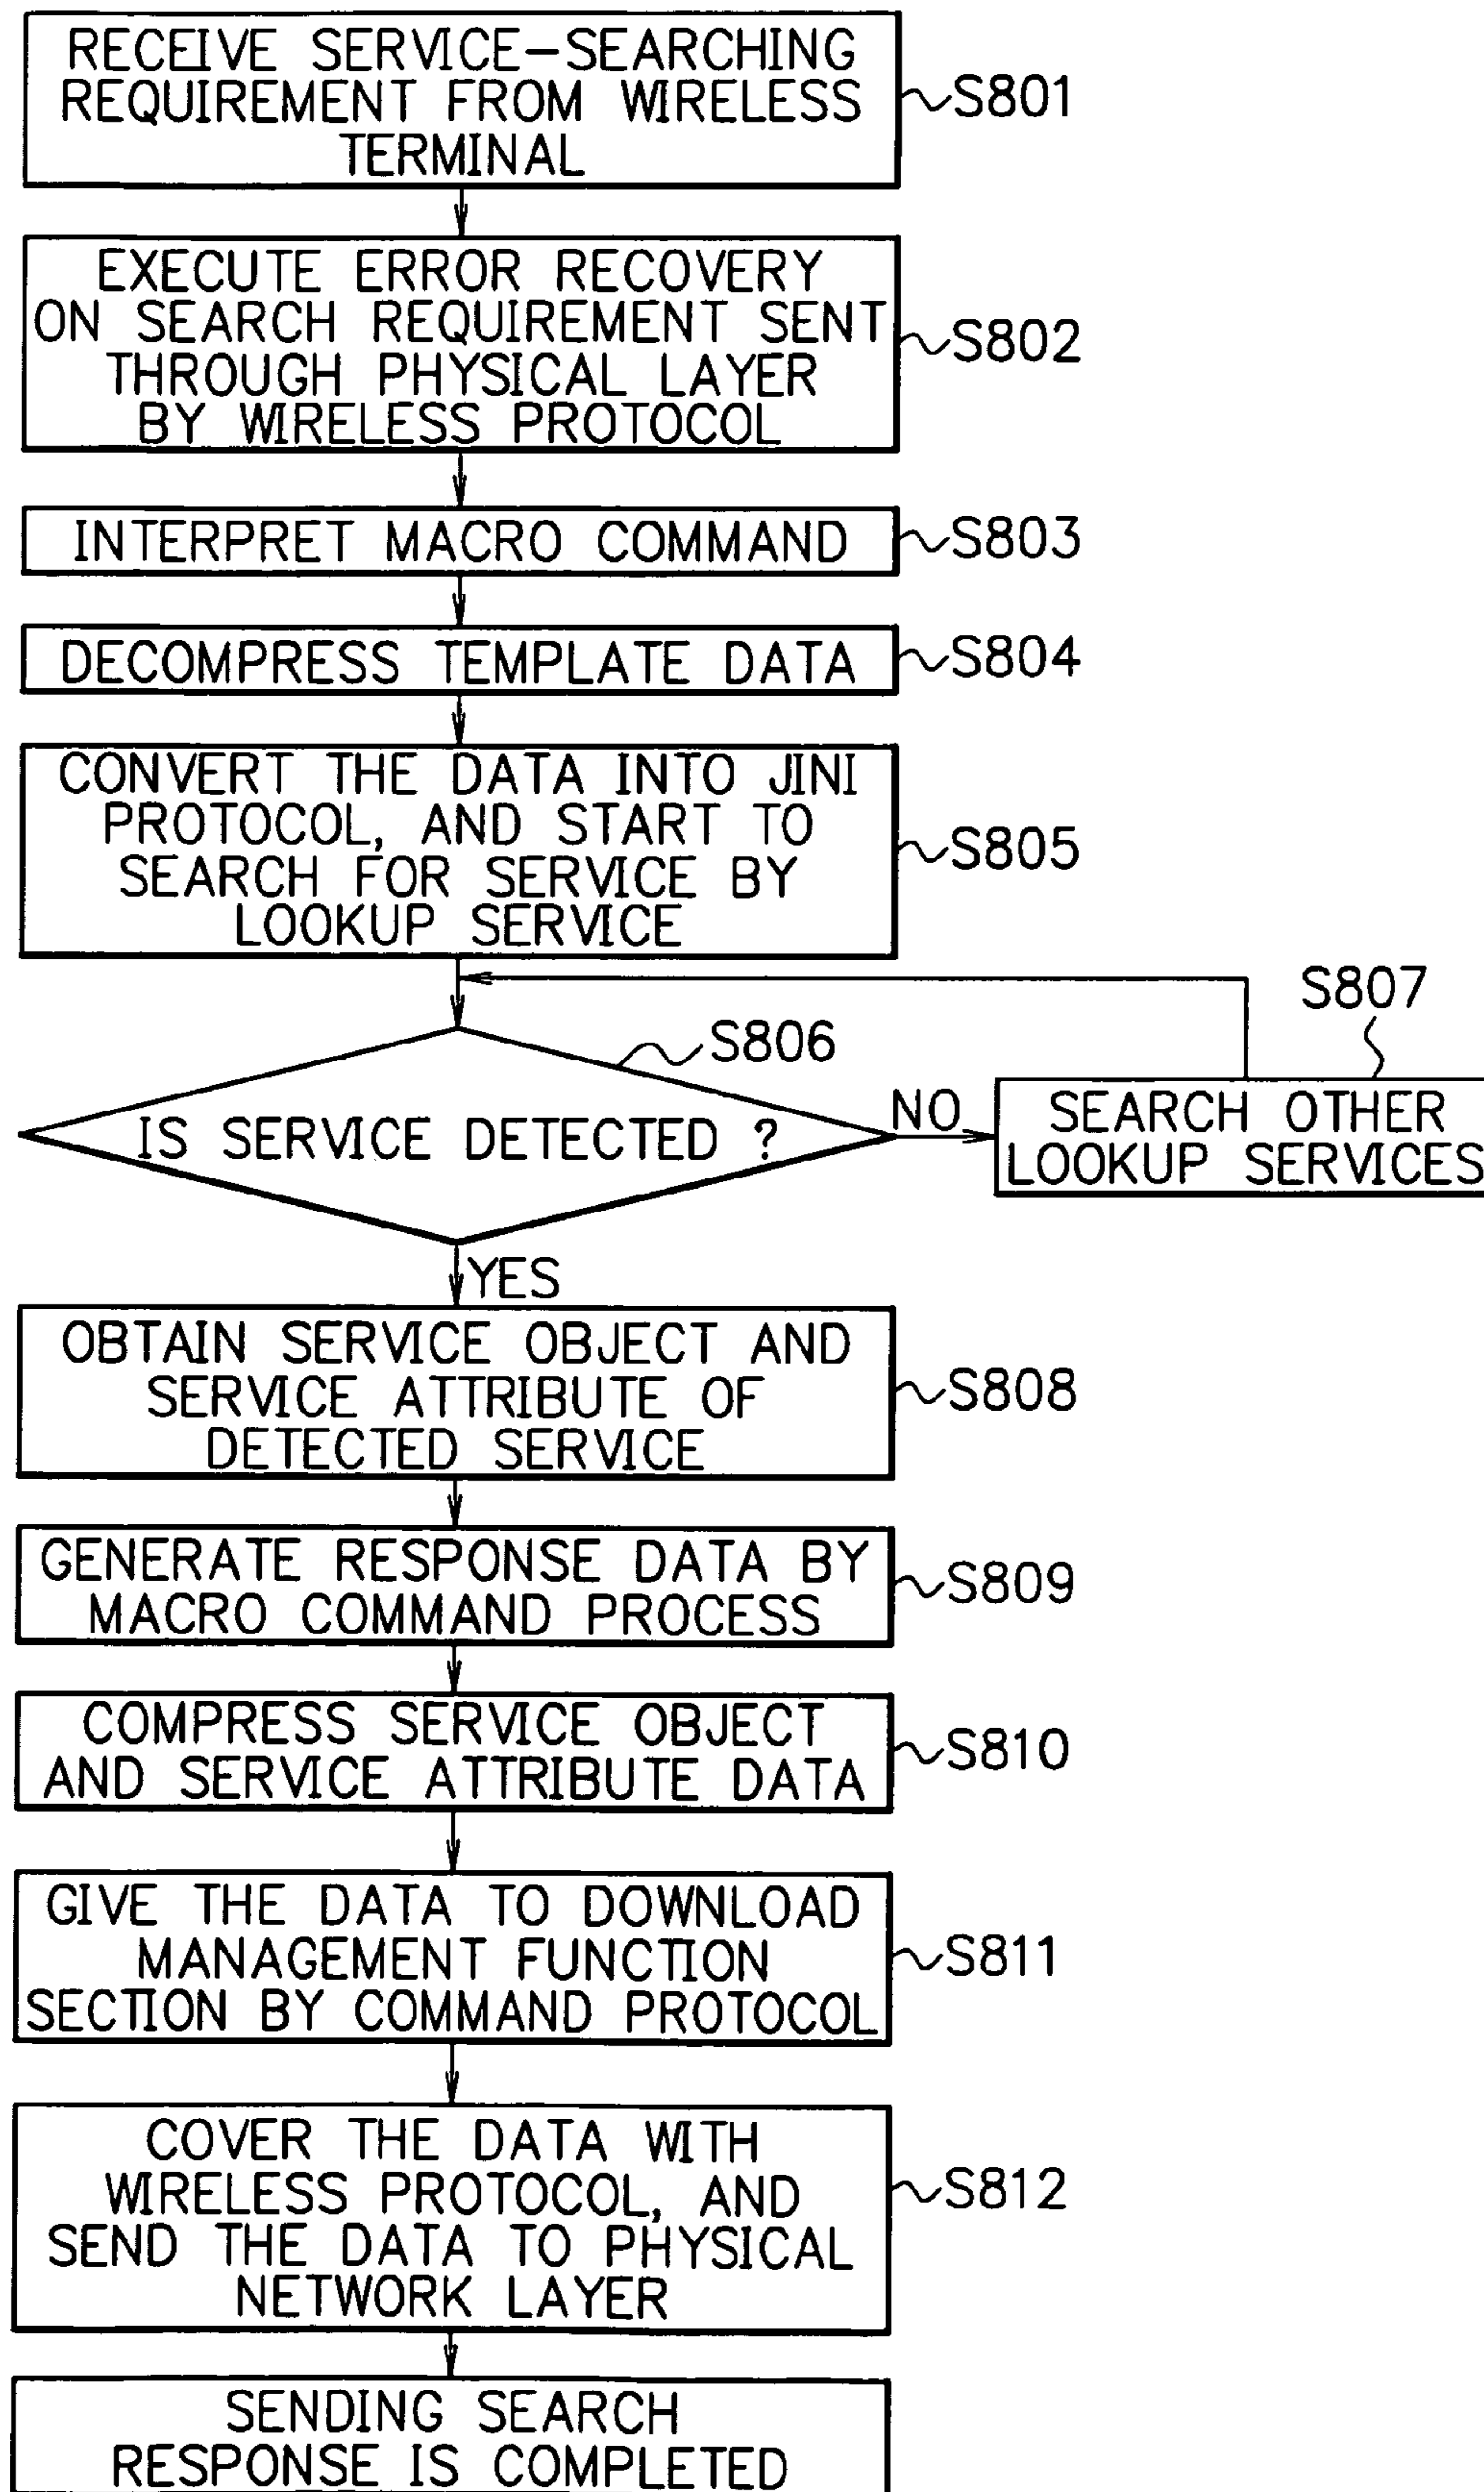 RECEIVE SERVICE-SEARCHING
REQUIREMENT FROM WIRELESS
TERMINAL
S801
EXECUTE ERROR RECOVERY
ON SEARCH REQUIREMENT SENT
THROUGH PHYSICAL LAYER
BY WIRELESS PROTOCOL
S802
INTERPRET MACRO COMMAND
S803
DECOMPRESS TEMPLATE DATA
S804
CONVERT THE DATA INTO JINI
PROTOCOL, AND START TO
SEARCH FOR SERVICE BY
LOOKUP SERVICE
S805
S806
IS SERVICE DETECTED ?
NO
S807
SEARCH OTHER
LOOKUP SERVICES
YES
OBTAIN SERVICE OBJECT AND
SERVICE ATTRIBUTE OF
DETECTED SERVICE
S808
GENERATE RESPONSE DATA BY
MACRO COMMAND PROCESS
S809
COMPRESS SERVICE OBJECT
AND SERVICE ATTRIBUTE DATA
S810
GIVE THE DATA TO DOWNLOAD
MANAGEMENT FUNCTION
SECTION BY COMMAND PROTOCOL
S811
COVER THE DATA WITH
WIRELESS PROTOCOL, AND
SEND THE DATA TO PHYSICAL
NETWORK LAYER
S812
SENDING SEARCH
RESPONSE IS COMPLETED